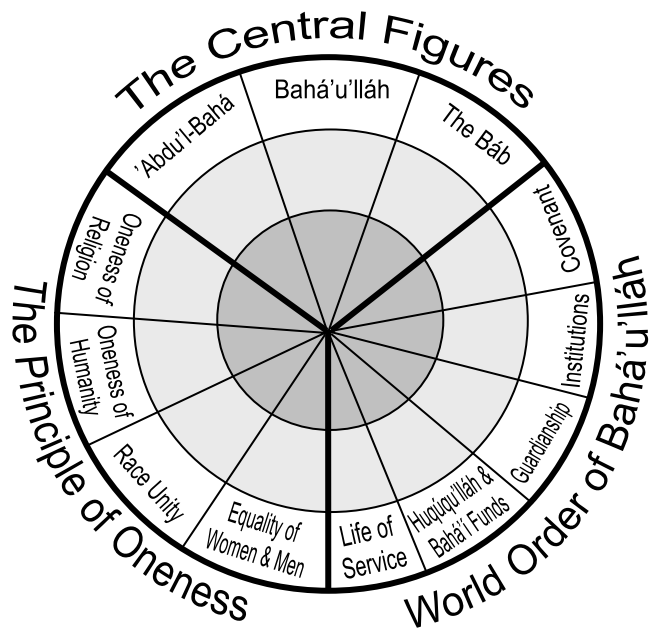 The Central Figures
'Abdu'l-Bahá
Bahá'u'lláh
The Báb
World Order of Bahá'u'lláh
Covenant
Institutions
Guardianship
Huqúqu'lláh &
Bahá'í Funds
Life of
Service
The Principle of Oneness
Oneness of
Religion
Oneness of
Humanity
Race Unity
Equality of
Women & Men